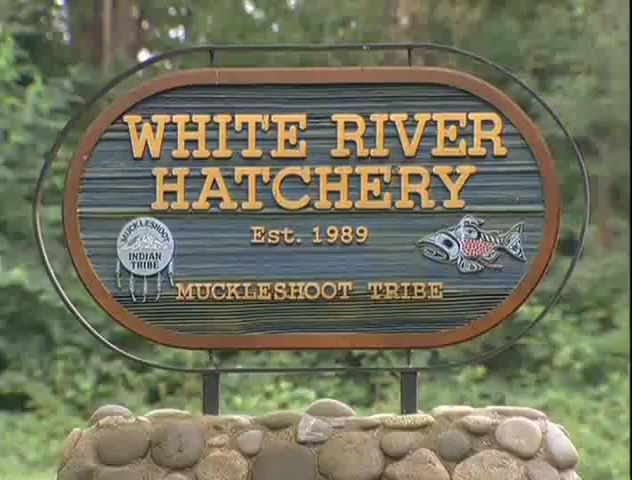 WHITE RIVER
HATCHERY
Est. 1989
MUCKLESHOOT
INDIAN
TRIBE
MUCKLESHOOT TRIBE